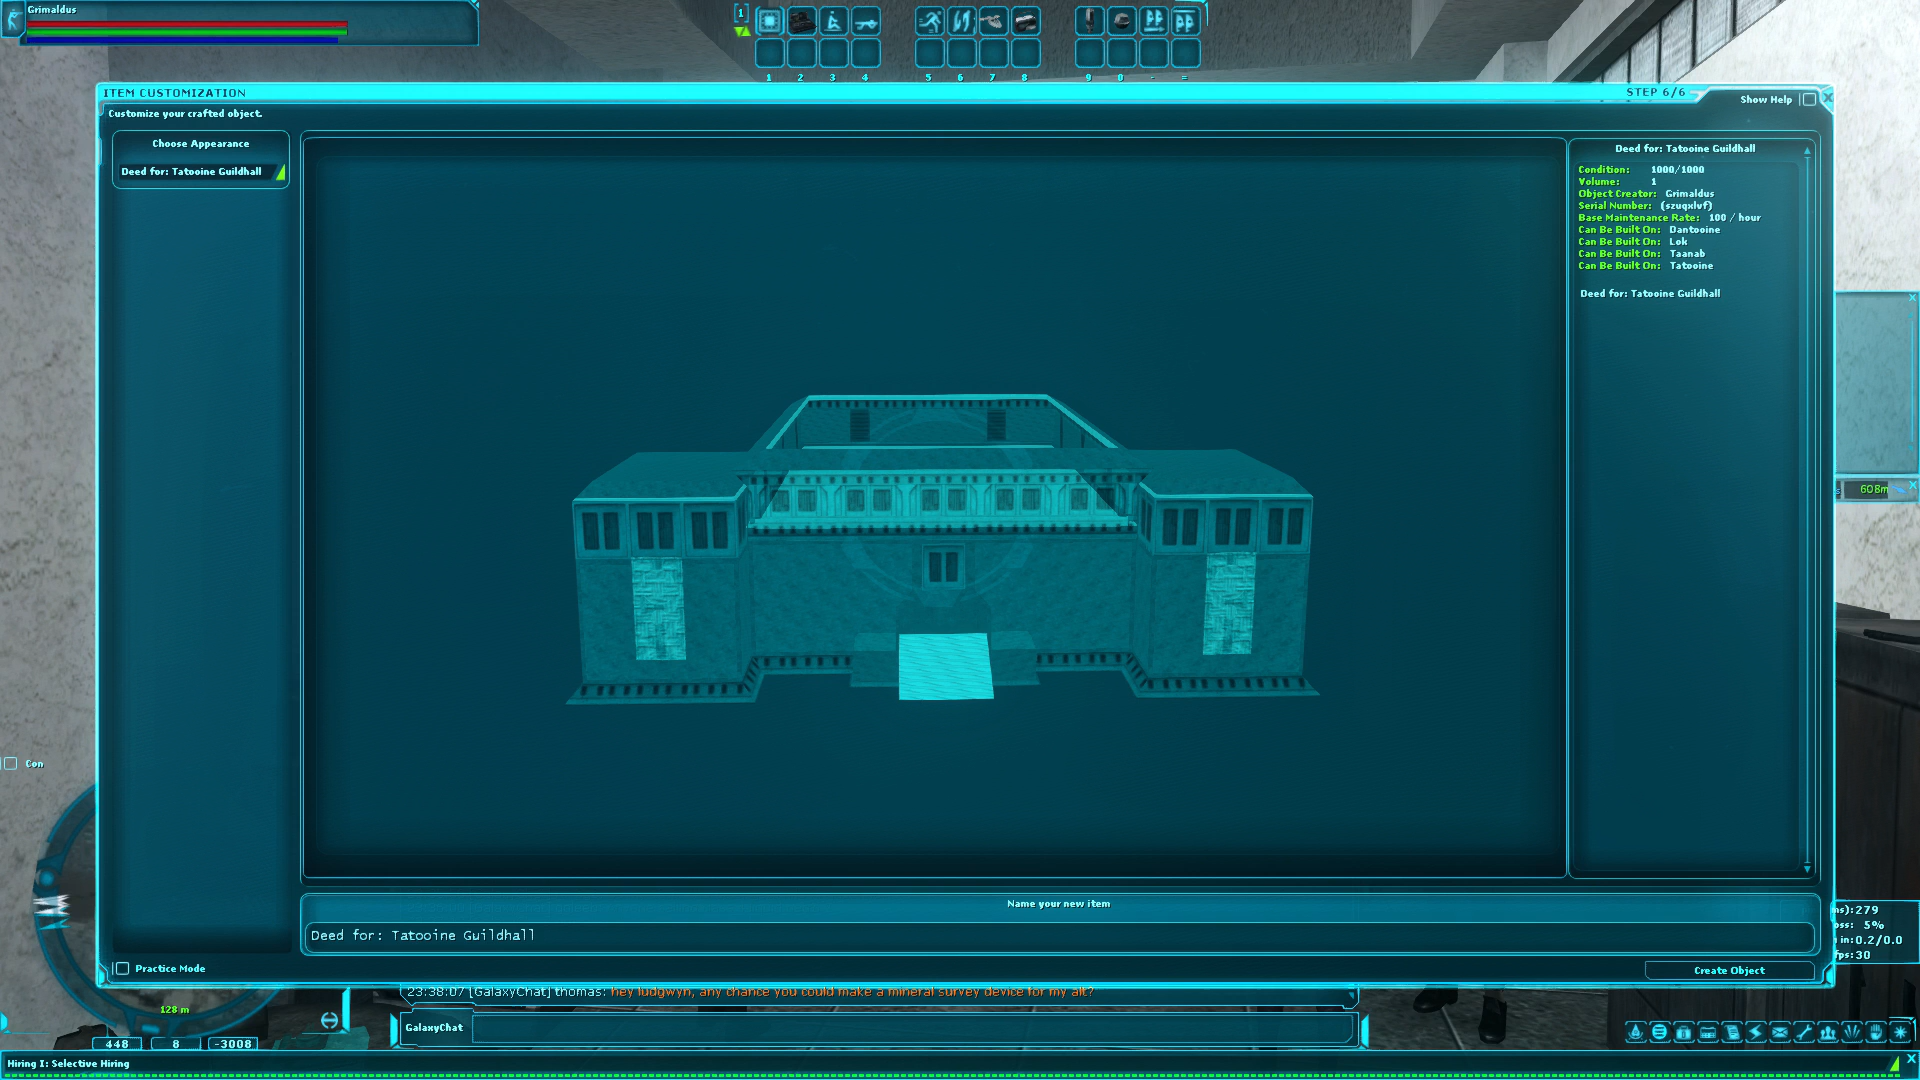 Grimaldus
[1]
1 2 3 4 5 6 7 8 9 0 - =
ITEM CUSTOMIZATION
STEP 6/6
Show Help
Customize your crafted object.
Choose Appearance
Deed for: Tatooine Guildhall
Deed for: Tatooine Guildhall
Condition: 1000/1000
Volume: 1
Object Creator: Grimaldus
Serial Number: (szuqxlvf)
Base Maintenance Rate: 100 / hour
Can Be Built On: Dantooine
Can Be Built On: Lok
Can Be Built On: Taanab
Can Be Built On: Tatooine
Deed for: Tatooine Guildhall
608m
Con
Name your new item
Deed for: Tatooine Guildhall
Practice Mode
Create Object
ms): 279
oss: 5%
in: 0.2/0.0
fps: 30
23:38:07 [GalaxyChat] thomas: hey ludgwyn, any chance you could make a mineral survey device for my alt?
128 m
GalaxyChat
448 8 -3008
Hiring I: Selective Hiring